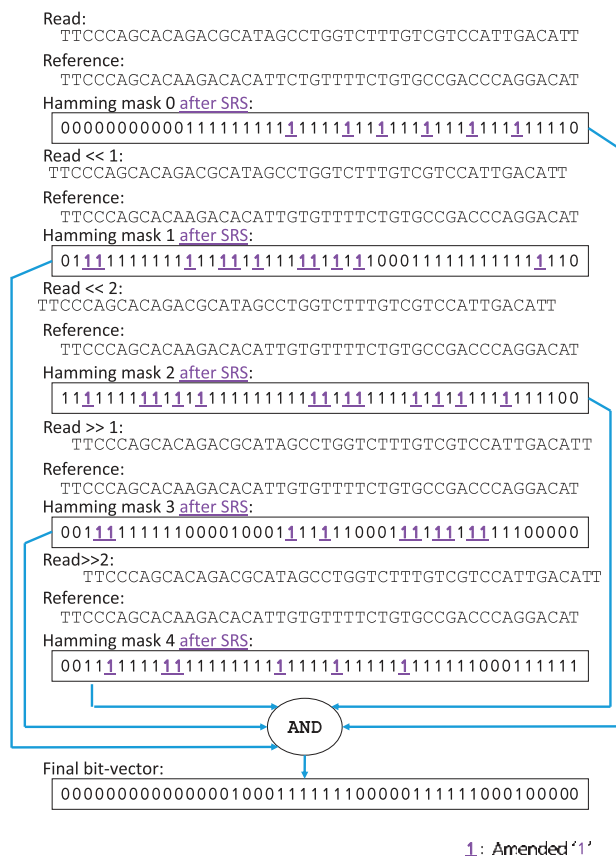 Read:
TTCCCAGCACAGACGCATAGCCTGGTCTTTGTCGTCCATTGACATT
Reference:
TTCCCAGCACAAGACACATTCTGTTTTCTGTGCCGACCCAGGACAT
Hamming mask 0 after SRS:
0000000000011111111111111111111111111111111110
Read << 1:
TTCCCAGCACAGACGCATAGCCTGGTCTTTGTCGTCCATTGACATT
Reference:
TTCCCAGCACAAGACACATTGTGTTTTCTGTGCCGACCCAGGACAT
Hamming mask 1 after SRS:
0111111111111111111111111111000111111111111110
Read << 2:
TTCCCAGCACAGACGCATAGCCTGGTCTTTGTCGTCCATTGACATT
Reference:
TTCCCAGCACAAGACACATTGTGTTTTCTGTGCCGACCCAGGACAT
Hamming mask 2 after SRS:
1111111111111111111111111111111111111111111100
Read >> 1:
TTCCCAGCACAGACGCATAGCCTGGTCTTTGTCGTCCATTGACATT
Reference:
TTCCCAGCACAAGACACATTGTGTTTTCTGTGCCGACCCAGGACAT
Hamming mask 3 after SRS:
0011111111100001000111111100011111111111100000
Read>>2:
TTCCCAGCACAGACGCATAGCCTGGTCTTTGTCGTCCATTGACATT
Reference:
TTCCCAGCACAAGACACATTGTGTTTTCTGTGCCGACCCAGGACAT
Hamming mask 4 after SRS:
0011111111111111111111111111111111111000111111
AND
Final bit-vector:
0000000000000001000111111100000111111000100000
1: Amended '1'